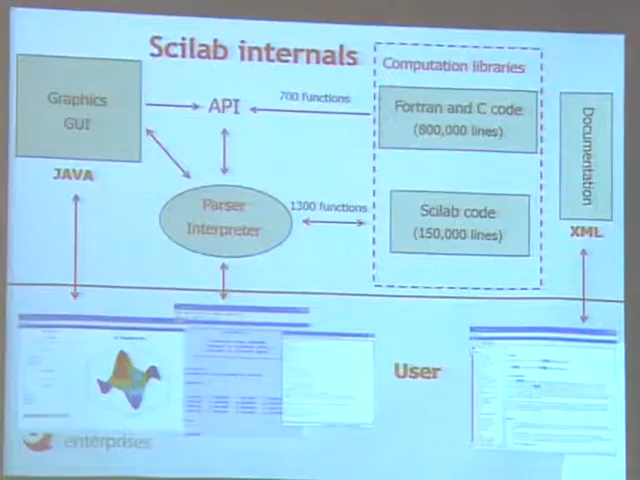 Scilab internals
Computation libraries
Graphics
GUI
API
700 functions
Fortran and C code
(800,000 lines)
Documentation
JAVA
Parser
Interpreter
1300 functions
Scilab code
(150,000 lines)
XML
User
enterprises